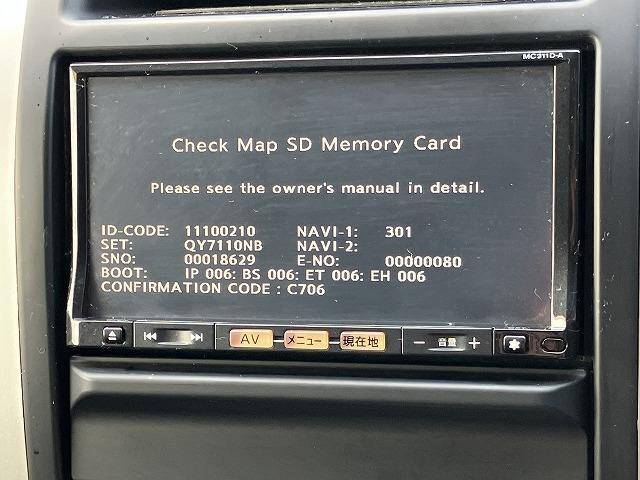 MC311D-A
Check Map SD Memory Card
Please see the owner's manual in detail.
ID-CODE: 11100210 NAVI-1: 301
SET: QY7110NB NAVI-2:
SNO: 00018629 E-NO: 00000080
BOOT: IP 006: BS 006: ET 006: EH 006
CONFIRMATION CODE : C706
AV メニュー 現在地 − 音量 +